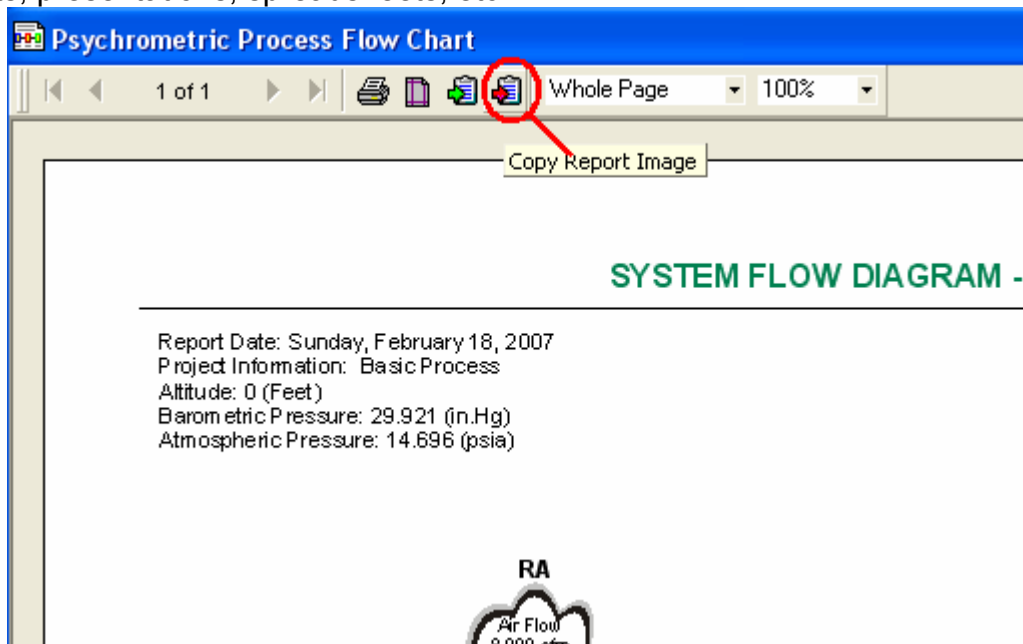 Psychrometric Process Flow Chart
1 of 1 Whole Page 100%
Copy Report Image
SYSTEM FLOW DIAGRAM -
Report Date: Sunday, February 18, 2007
Project Information: Basic Process
Altitude: 0 (Feet)
Barometric Pressure: 29.921 (in.Hg)
Atmospheric Pressure: 14.696 (psia)
RA
Air Flow